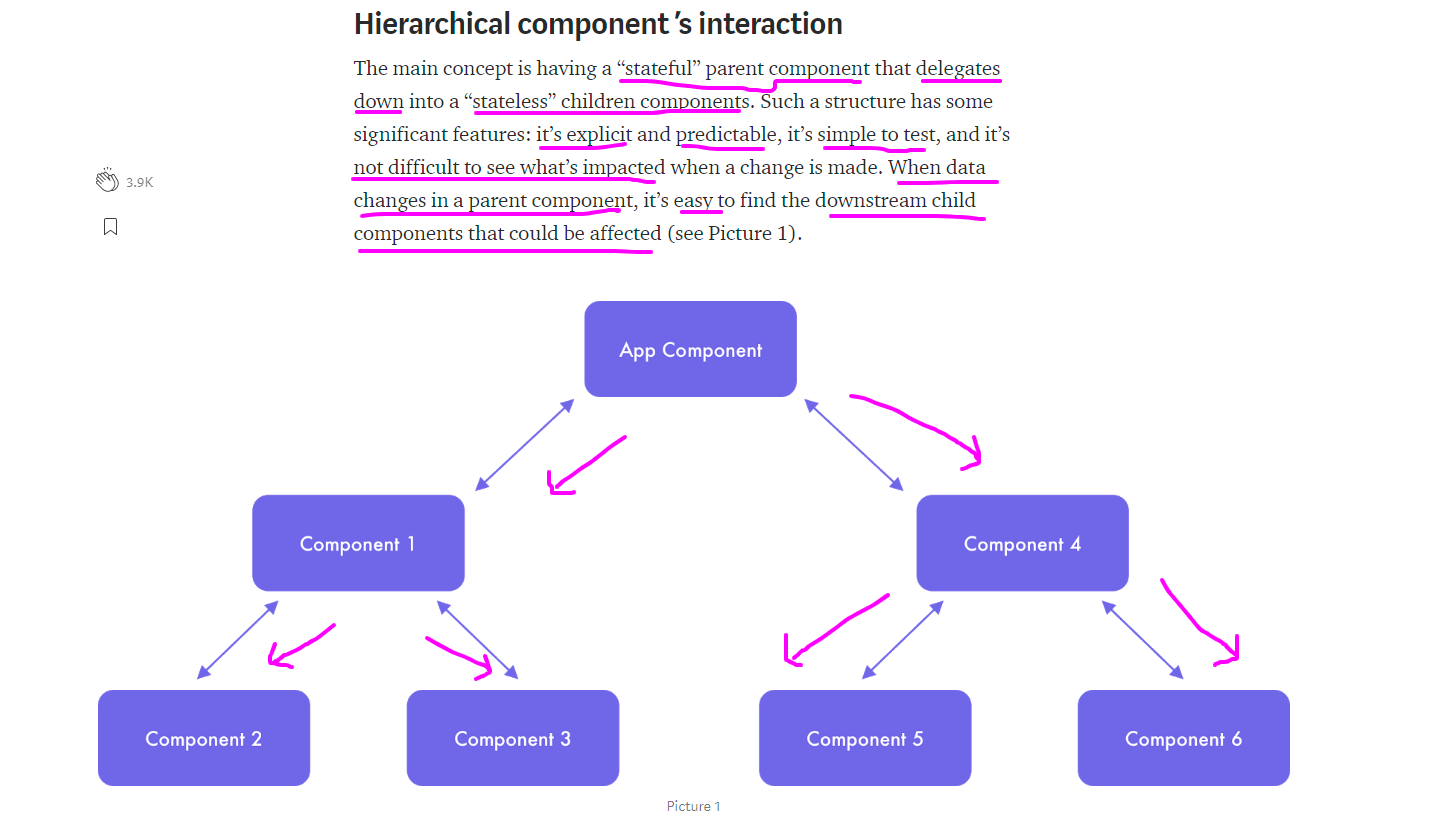 Hierarchical component’s interaction
The main concept is having a “stateful” parent component that delegates
down into a “stateless” children components. Such a structure has some
significant features: it’s explicit and predictable, it’s simple to test, and it’s
not difficult to see what’s impacted when a change is made. When data
changes in a parent component, it’s easy to find the downstream child
components that could be affected (see Picture 1).
3.9K
App Component
Component 1
Component 4
Component 2
Component 3
Component 5
Component 6
Picture 1